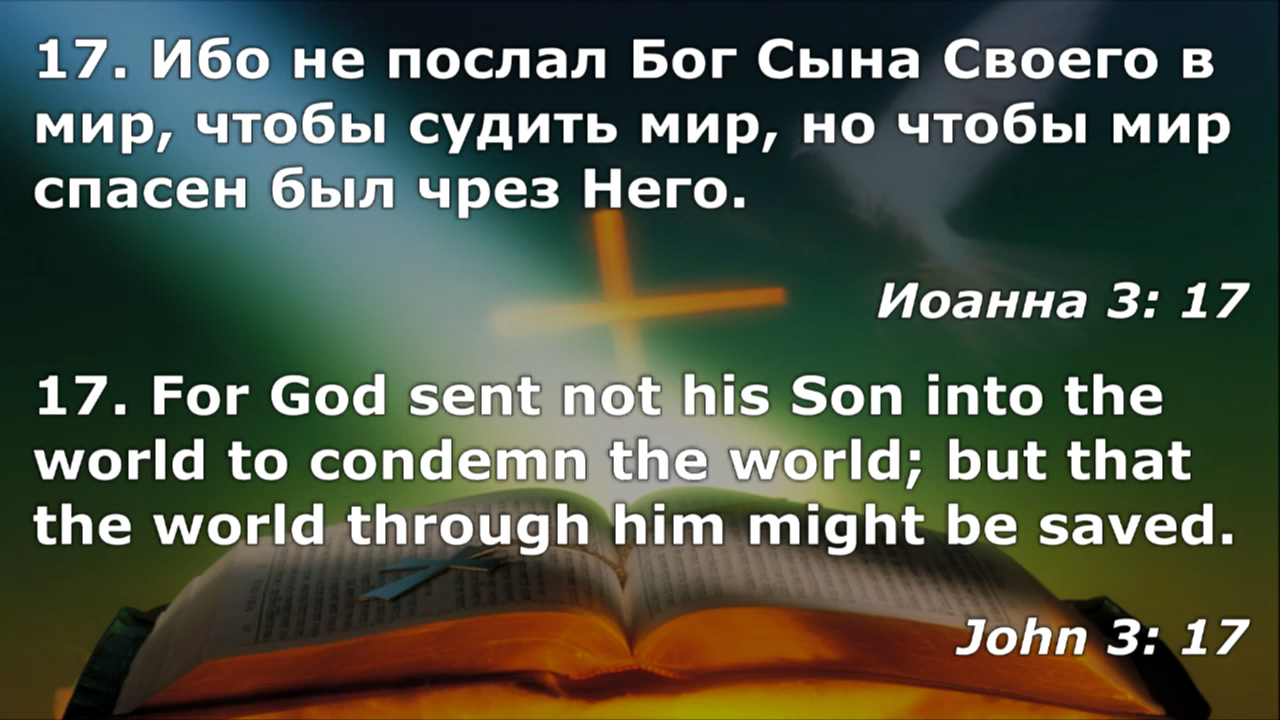 17. Ибо не послал Бог Сына Своего в
мир, чтобы судить мир, но чтобы мир
спасен был чрез Него.
Иоанна 3: 17
17. For God sent not his Son into the
world to condemn the world; but that
the world through him might be saved.
John 3: 17